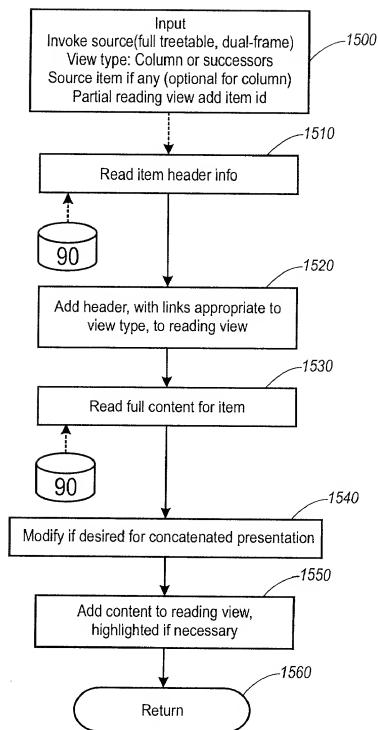 Input
Invoke source(full treetable, dual-frame)
View type: Column or successors
Source item if any (optional for column)
Partial reading view add item id
1500
1510
Read item header info
90
1520
Add header, with links appropriate to
view type, to reading view
1530
Read full content for item
90
1540
Modify if desired for concatenated presentation
1550
Add content to reading view,
highlighted if necessary
1560
Return